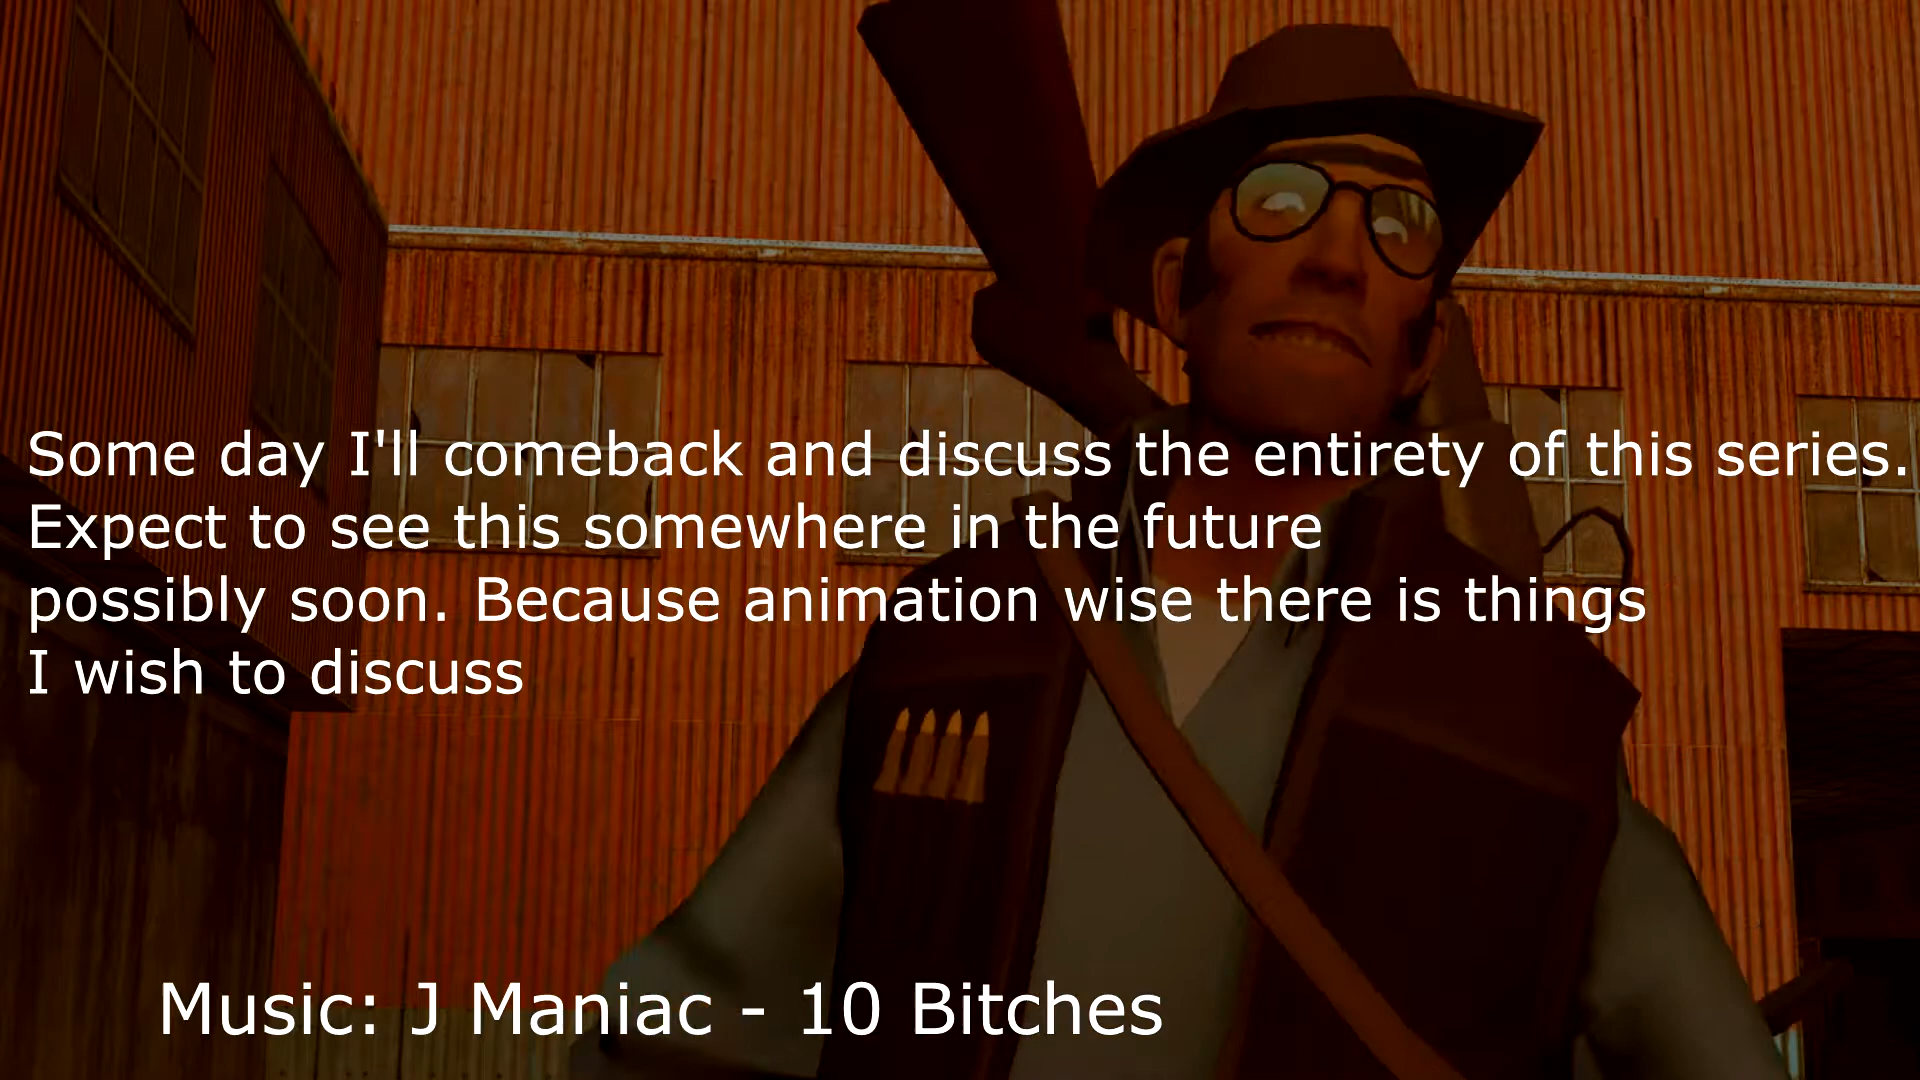 Some day I'll comeback and discuss the entirety of this series.
Expect to see this somewhere in the future
possibly soon. Because animation wise there is things
I wish to discuss
Music: J Maniac - 10 Bitches